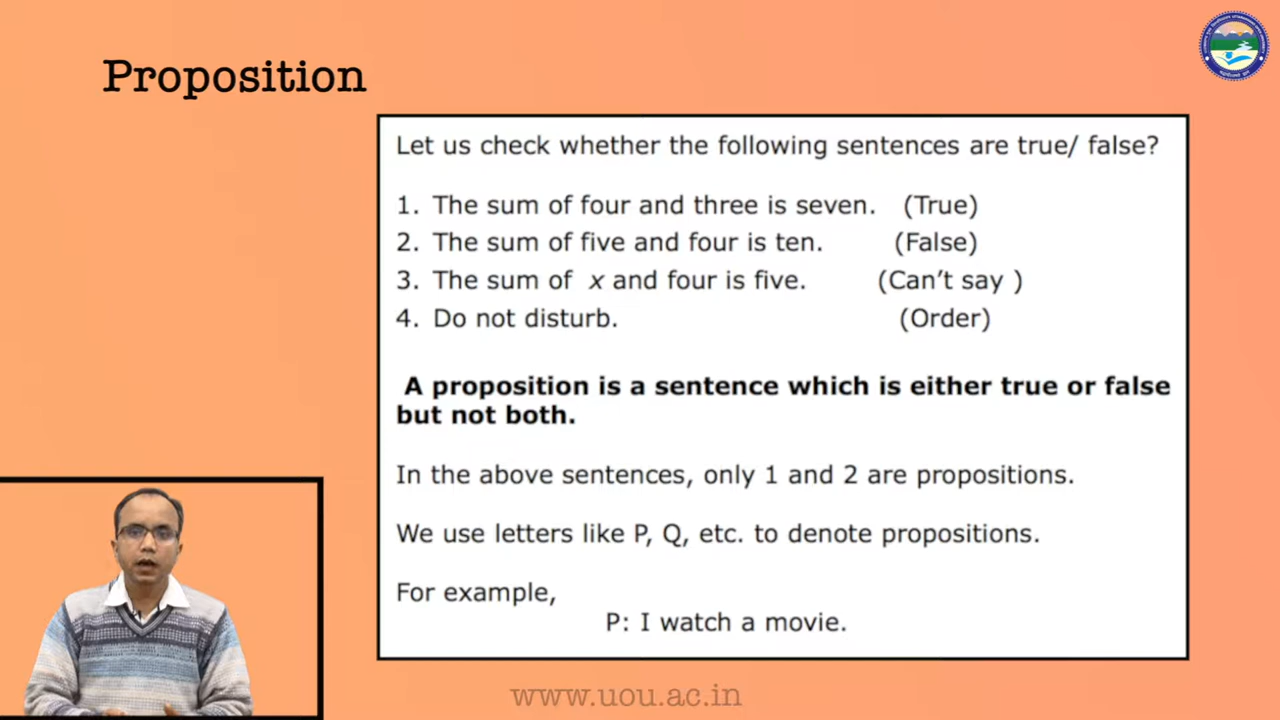 Proposition
Let us check whether the following sentences are true/ false?
1. The sum of four and three is seven. (True)
2. The sum of five and four is ten. (False)
3. The sum of x and four is five. (Can't say )
4. Do not disturb. (Order)
A proposition is a sentence which is either true or false
but not both.
In the above sentences, only 1 and 2 are propositions.
We use letters like P, Q, etc. to denote propositions.
For example,
P: I watch a movie.
www.uou.ac.in